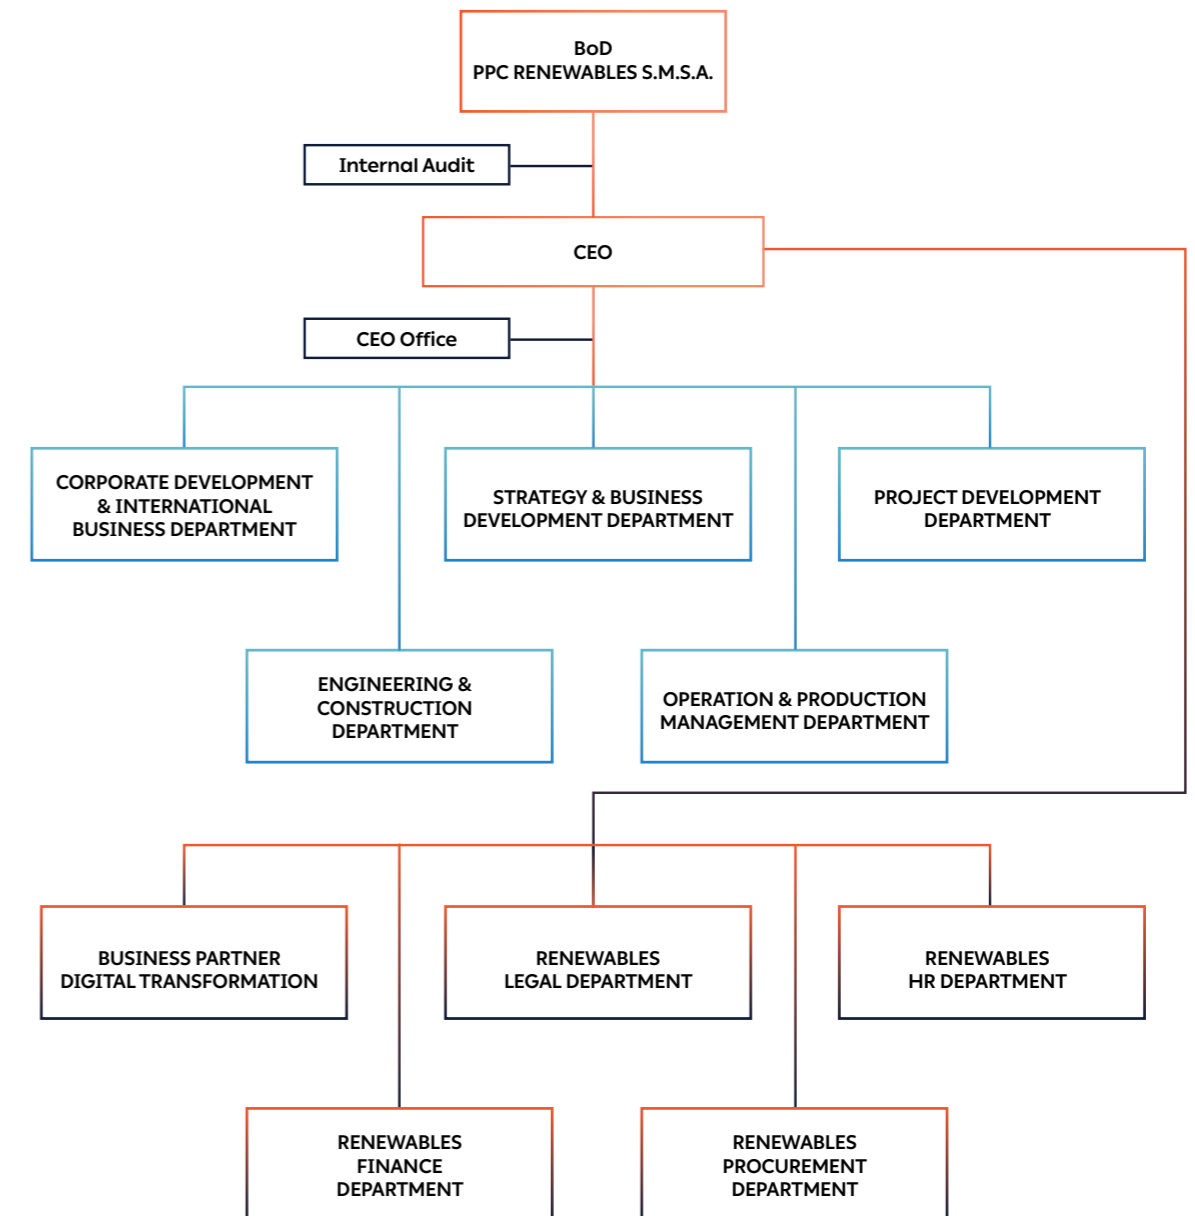 BoD
PPC RENEWABLES S.M.S.A.
Internal Audit
CEO
CEO Office
CORPORATE DEVELOPMENT
& INTERNATIONAL
BUSINESS DEPARTMENT
STRATEGY & BUSINESS
DEVELOPMENT DEPARTMENT
PROJECT DEVELOPMENT
DEPARTMENT
ENGINEERING &
CONSTRUCTION
DEPARTMENT
OPERATION & PRODUCTION
MANAGEMENT DEPARTMENT
BUSINESS PARTNER
DIGITAL TRANSFORMATION
RENEWABLES
LEGAL DEPARTMENT
RENEWABLES
HR DEPARTMENT
RENEWABLES
FINANCE
DEPARTMENT
RENEWABLES
PROCUREMENT
DEPARTMENT